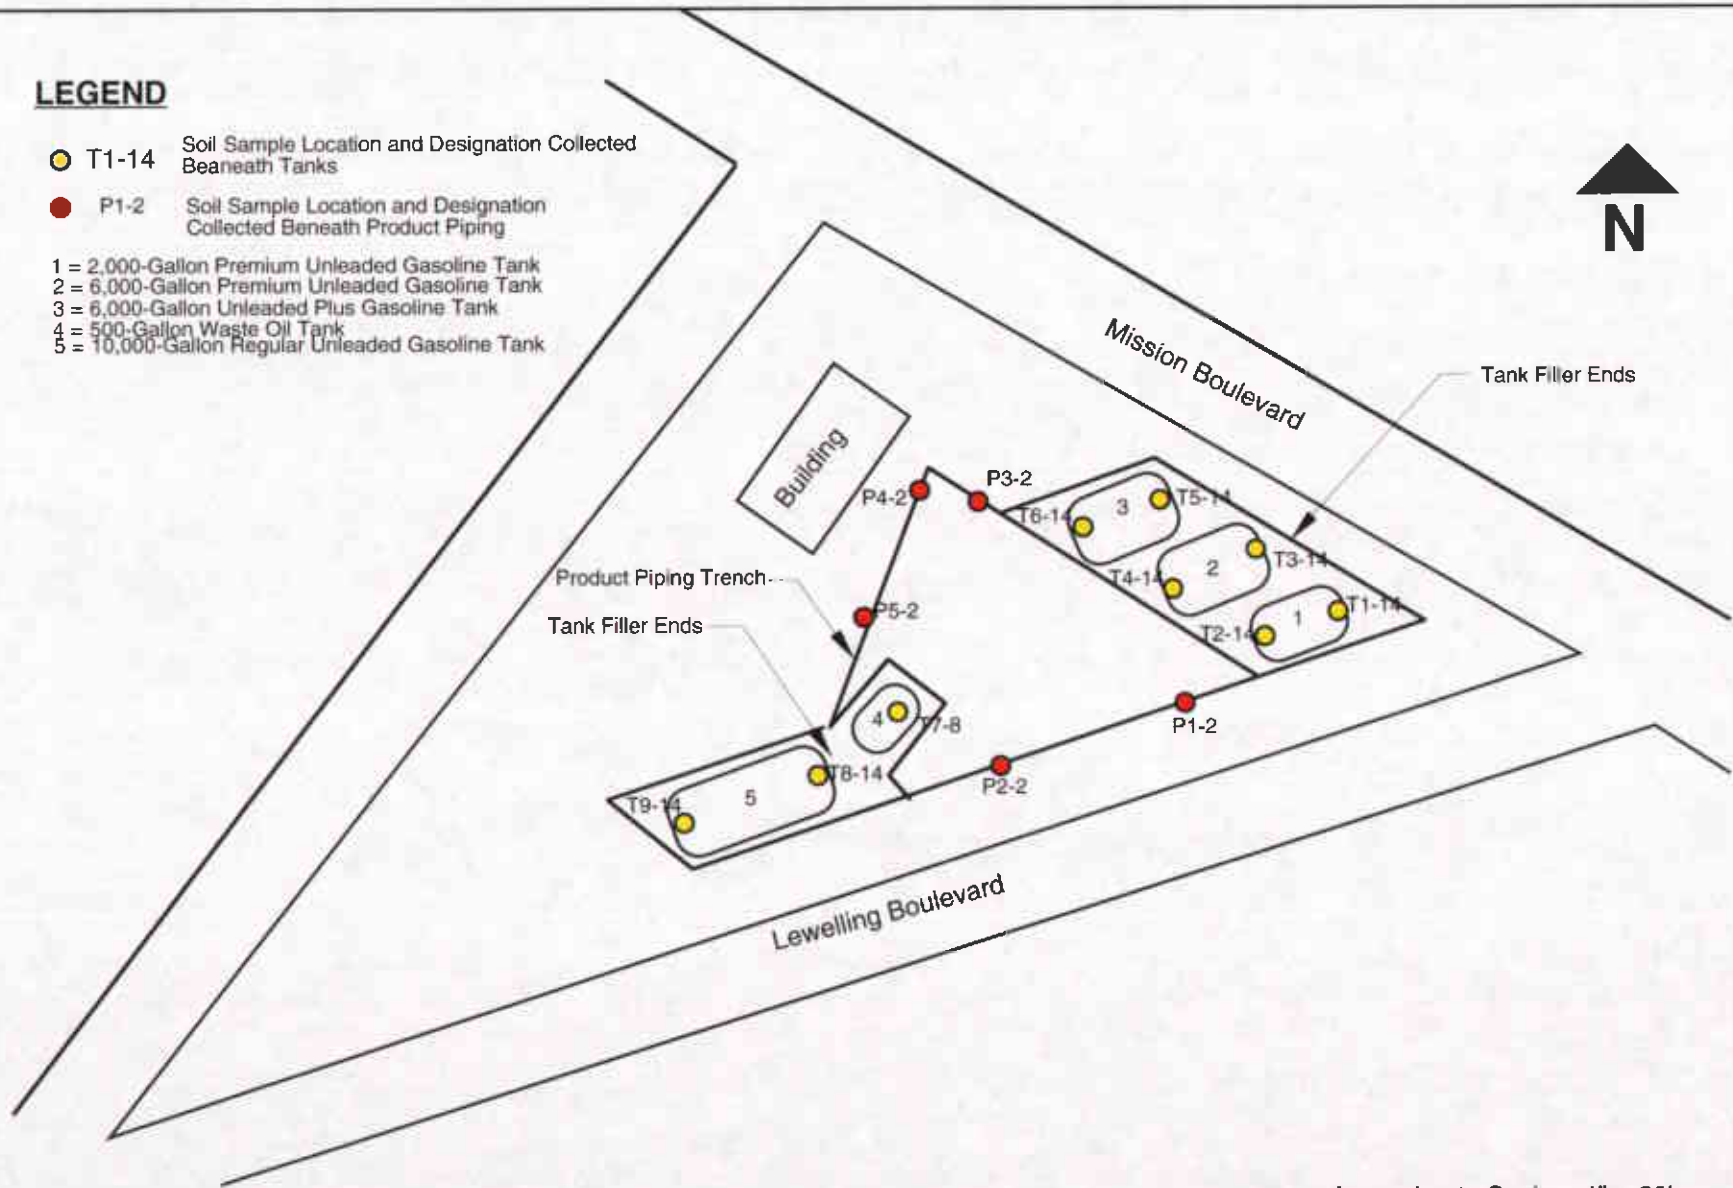 LEGEND
T1-14 Soil Sample Location and Designation Collected
Beaneath Tanks
P1-2 Soil Sample Location and Designation
Collected Beneath Product Piping
1 = 2,000-Gallon Premium Unleaded Gasoline Tank
2 = 6,000-Gallon Premium Unleaded Gasoline Tank
3 = 6,000-Gallon Unleaded Plus Gasoline Tank
4 = 500-Gallon Waste Oil Tank
5 = 10,000-Gallon Regular Unleaded Gasoline Tank
N
Mission Boulevard
Tank Filler Ends
Building
P4-2
P3-2
T6-14
3
T5-14
T4-14
2
T3-14
T2-14
1
T1-14
Product Piping Trench
P5-2
Tank Filler Ends
4
T7-8
P1-2
P2-2
T8-14
T9-14
5
Lewelling Boulevard